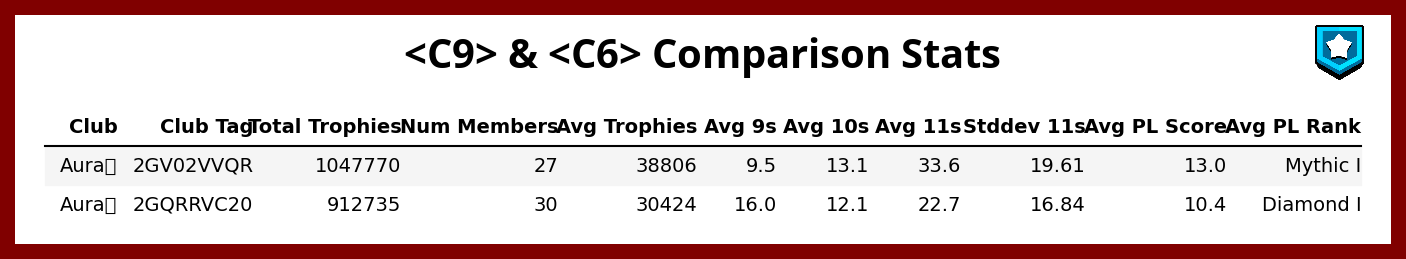 <C9> & <C6> Comparison Stats
Club Club Tag Total Trophies Num Members Avg Trophies Avg 9s Avg 10s Avg 11s Stddev 11s Avg PL Score Avg PL Rank
Aura▯ 2GV02VVQR 1047770 27 38806 9.5 13.1 33.6 19.61 13.0 Mythic I
Aura▯ 2GQRRVC20 912735 30 30424 16.0 12.1 22.7 16.84 10.4 Diamond I